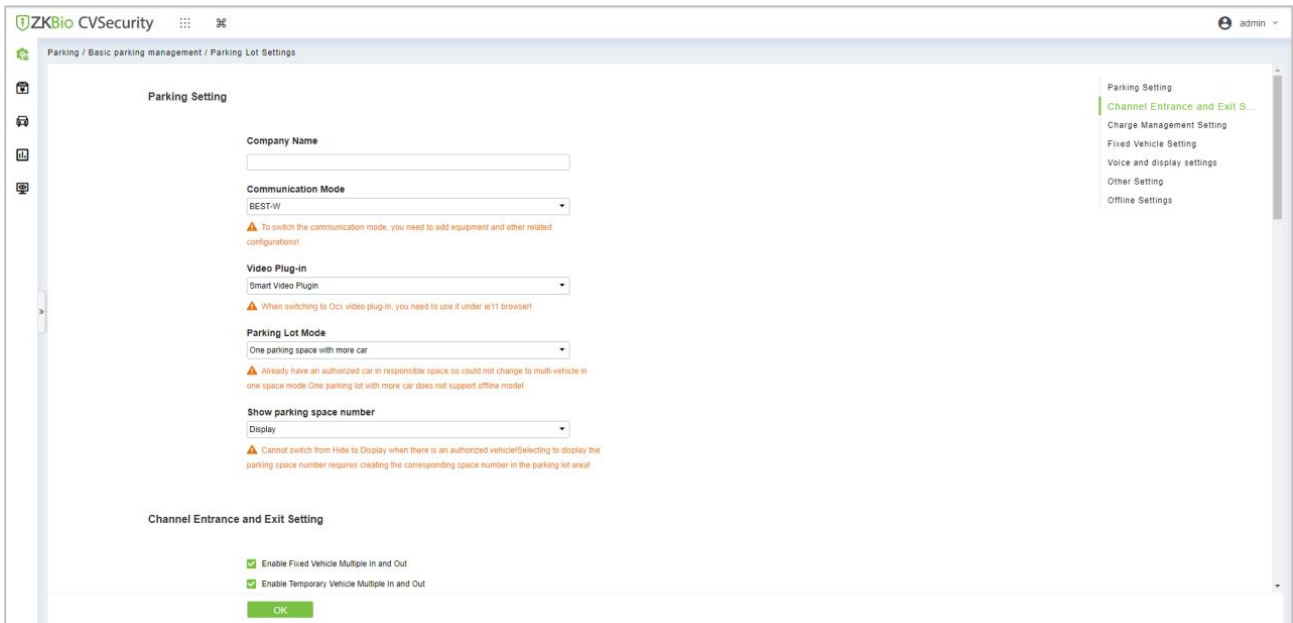 ZKBio CVSecurity
admin
Parking / Basic parking management / Parking Lot Settings
Parking Setting
Company Name
Communication Mode
BEST-W
To switch the communication mode, you need to add equipment and other related
configurations!
Video Plug-in
Smart Video Plugin
When switching to Ocx video plug-in, you need to use it under ie11 browser!
Parking Lot Mode
One parking space with more car
Already have an authorized car in responsible space so could not change to multi-vehicle in
one space mode.One parking lot with more car does not support offline mode!
Show parking space number
Display
Cannot switch from Hide to Display when there is an authorized vehicle!Selecting to display the
parking space number requires creating the corresponding space number in the parking lot area!
Channel Entrance and Exit Setting
Enable Fixed Vehicle Multiple In and Out
Enable Temporary Vehicle Multiple In and Out
OK
Parking Setting
Channel Entrance and Exit S...
Charge Management Setting
Fixed Vehicle Setting
Voice and display settings
Other Setting
Offline Settings